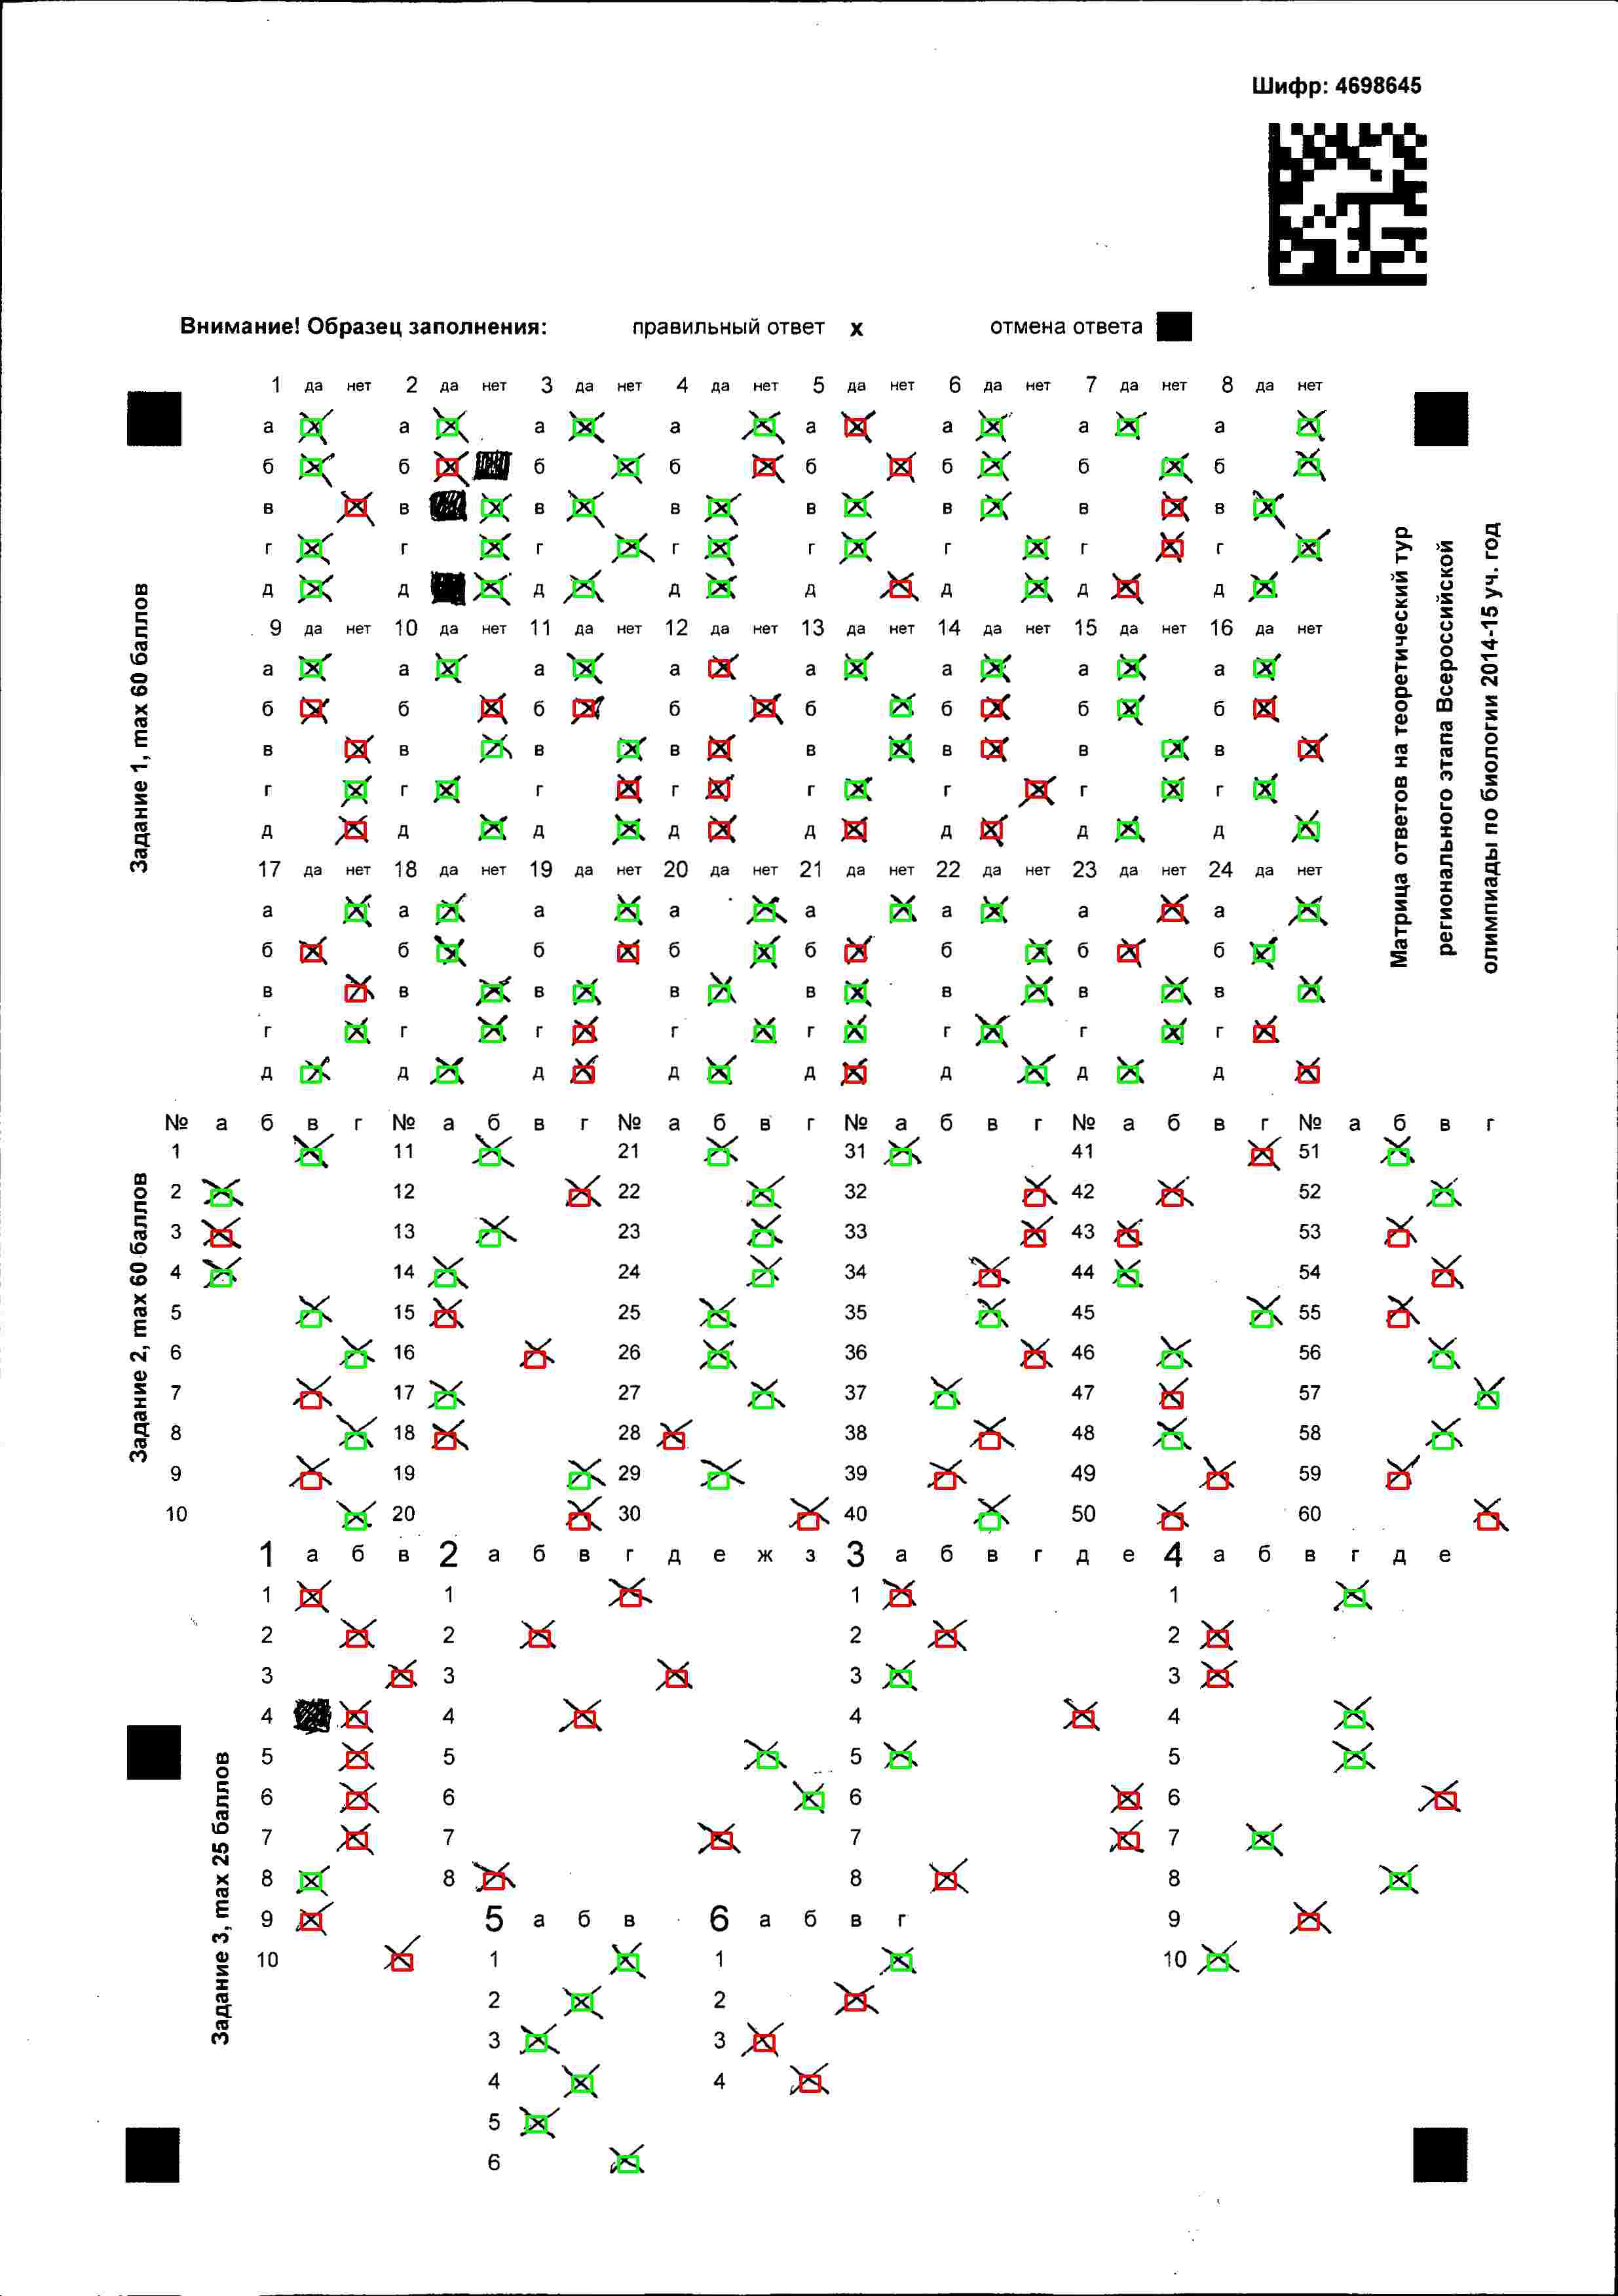 Шифр: 4698645
Внимание! Образец заполнения: правильный ответ х отмена ответа
1 да нет 2 да нет 3 да нет 4 да нет 5 да нет 6 да нет 7 да нет 8 да нет
а а а а а а а а
б б б б б б б б
в в в в в в в в
г г г г г г г г
д д д д д д д д
9 да нет 10 да нет 11 да нет 12 да нет 13 да нет 14 да нет 15 да нет 16 да нет
а а а а а а а а
б б б б б б б б
в в в в в в в в
г г г г г г г г
д д д д д д д д
17 да нет 18 да нет 19 да нет 20 да нет 21 да нет 22 да нет 23 да нет 24 да нет
а а а а а а а а
б б б б б б б б
в в в в в в в в
г г г г г г г г
д д д д д д д д
Задание 1, max 60 баллов
Матрица ответов на теоретический тур
регионального этапа Всероссийской
олимпиады по биологии 2014-15 уч. год
№ а б в г № а б в г № а б в г № а б в г № а б в г № а б в г
1 11 21 31 41 51
2 12 22 32 42 52
3 13 23 33 43 53
4 14 24 34 44 54
5 15 25 35 45 55
6 16 26 36 46 56
7 17 27 37 47 57
8 18 28 38 48 58
9 19 29 39 49 59
10 20 30 40 50 60
Задание 2, max 60 баллов
1 а б в 2 а б в г д е ж з 3 а б в г д е 4 а б в г д е
1 1 1 1
2 2 2 2
3 3 3 3
4 4 4 4
5 5 5 5
6 6 6 6
7 7 7 7
8 8 8 8
9 5 а б в 6 а б в г 9
10 1 1 10
2 2
3 3
4 4
5
6
Задание 3, max 25 баллов